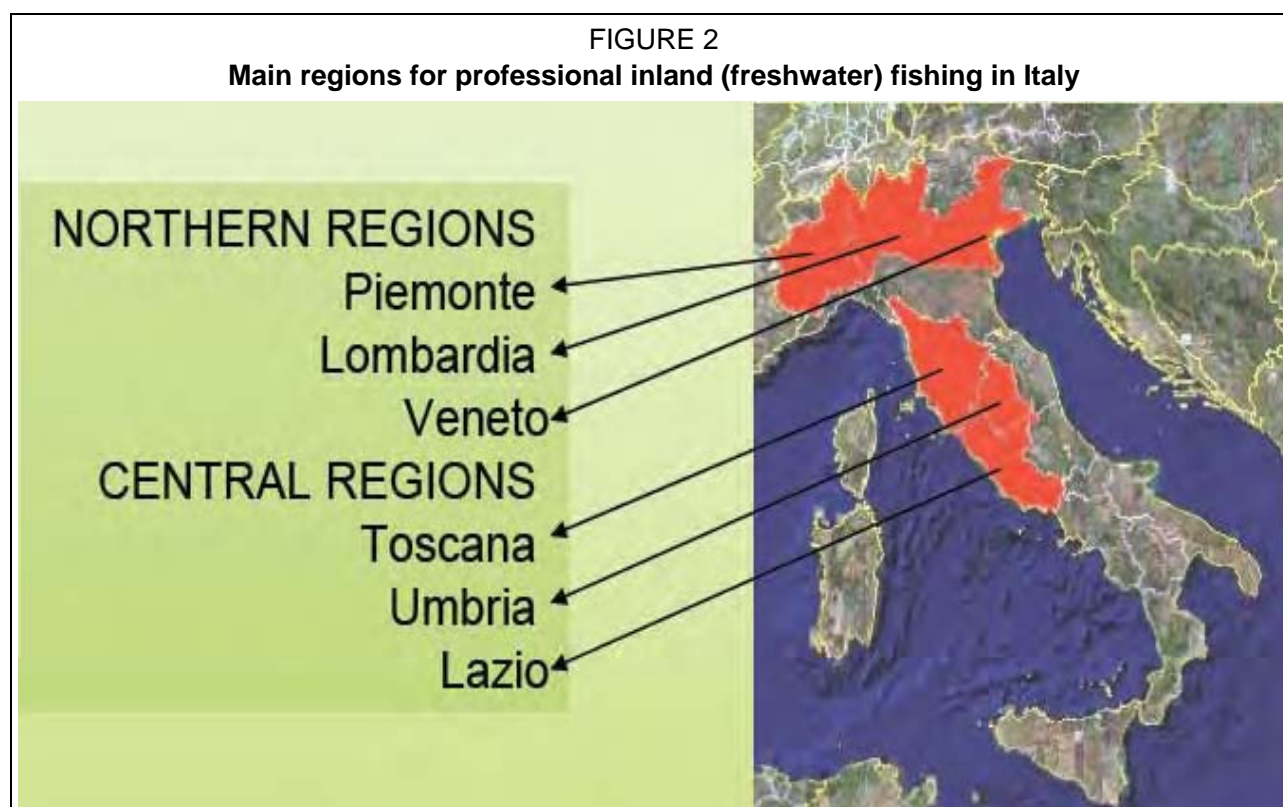 FIGURE 2
Main regions for professional inland (freshwater) fishing in Italy
NORTHERN REGIONS
Piemonte
Lombardia
Veneto
CENTRAL REGIONS
Toscana
Umbria
Lazio